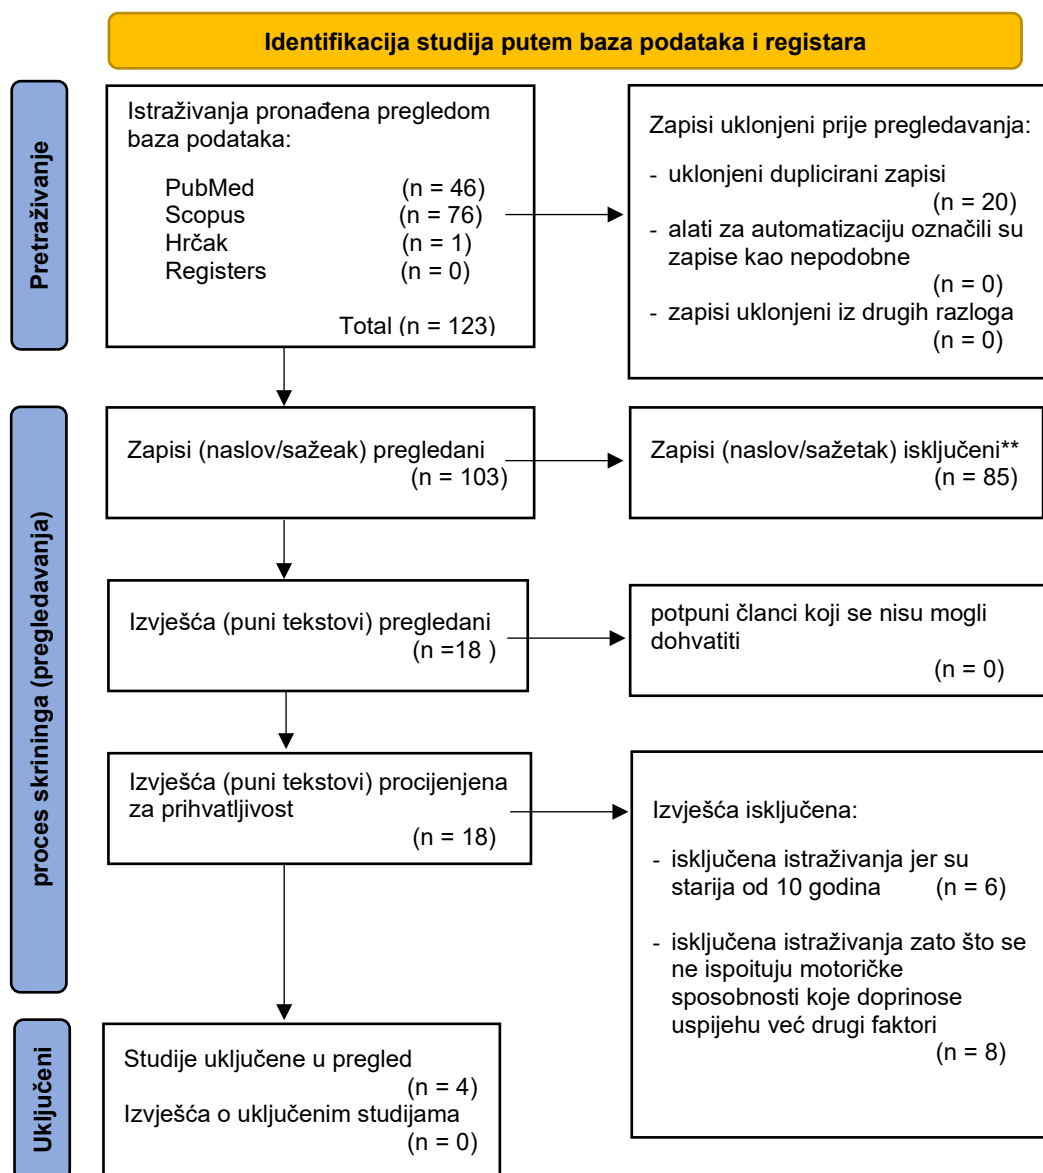 Identifikacija studija putem baza podataka i registara
Pretraživanje
Istraživanja pronađena pregledom
baza podataka:
PubMed (n = 46)
Scopus (n = 76)
Hrčak (n = 1)
Registers (n = 0)
Total (n = 123)
Zapisi uklonjeni prije pregledavanja:
- uklonjeni duplicirani zapisi
(n = 20)
- alati za automatizaciju označili su
zapise kao nepodobne
(n = 0)
- zapisi uklonjeni iz drugih razloga
(n = 0)
proces skrininga (pregledavanja)
Zapisi (naslov/sažeak) pregledani
(n = 103)
Zapisi (naslov/sažetak) isključeni**
(n = 85)
Izvješća (puni tekstovi) pregledani
(n =18 )
potpuni članci koji se nisu mogli
dohvatiti
(n = 0)
Izvješća (puni tekstovi) procijenjena
za prihvatljivost
(n = 18)
Izvješća isključena:
- isključena istraživanja jer su
starija od 10 godina (n = 6)
- isključena istraživanja zato što se
ne ispoituju motoričke
sposobnosti koje doprinose
uspijehu već drugi faktori
(n = 8)
Uključeni
Studije uključene u pregled
(n = 4)
Izvješća o uključenim studijama
(n = 0)